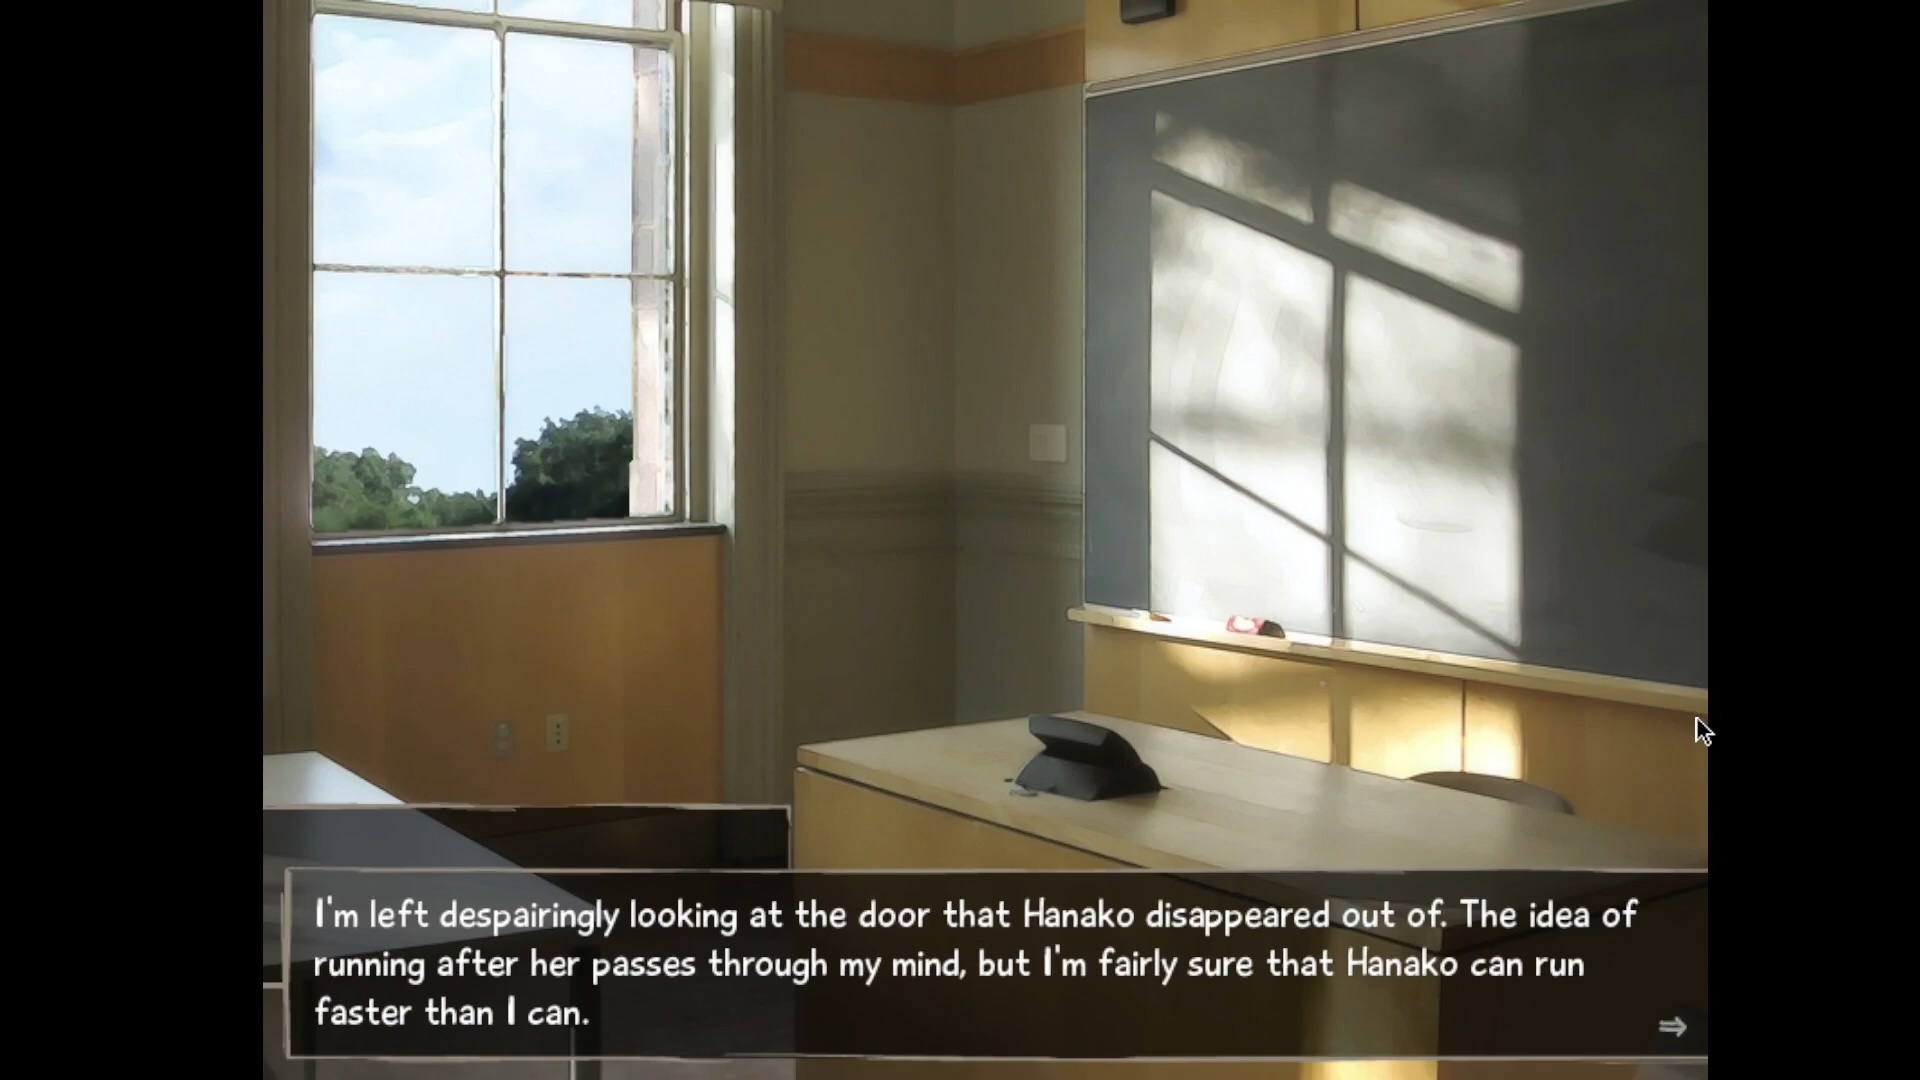 I'm left despairingly looking at the door that Hanako disappeared out of. The idea of
running after her passes through my mind, but I'm fairly sure that Hanako can run
faster than I can.